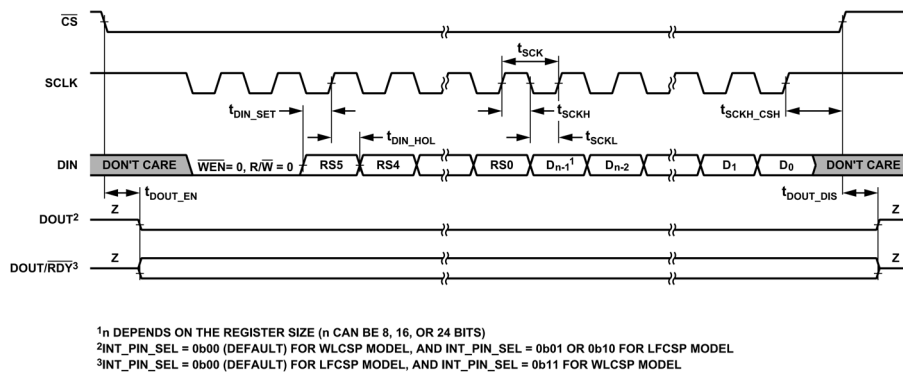 CS
tSCK
SCLK
tDIN_SET
tSCKH
tSCKH_CSH
tDIN_HOL
tSCKL
DIN DON'T CARE WEN= 0, R/W = 0 RS5 RS4 RS0 Dn-1¹ Dn-2 D1 D0 DON'T CARE
tDOUT_EN
tDOUT_DIS
Z Z
DOUT²
Z Z
DOUT/RDY³
¹n DEPENDS ON THE REGISTER SIZE (n CAN BE 8, 16, OR 24 BITS)
²INT_PIN_SEL = 0b00 (DEFAULT) FOR WLCSP MODEL, AND INT_PIN_SEL = 0b01 OR 0b10 FOR LFCSP MODEL
³INT_PIN_SEL = 0b00 (DEFAULT) FOR LFCSP MODEL, AND INT_PIN_SEL = 0b11 FOR WLCSP MODEL